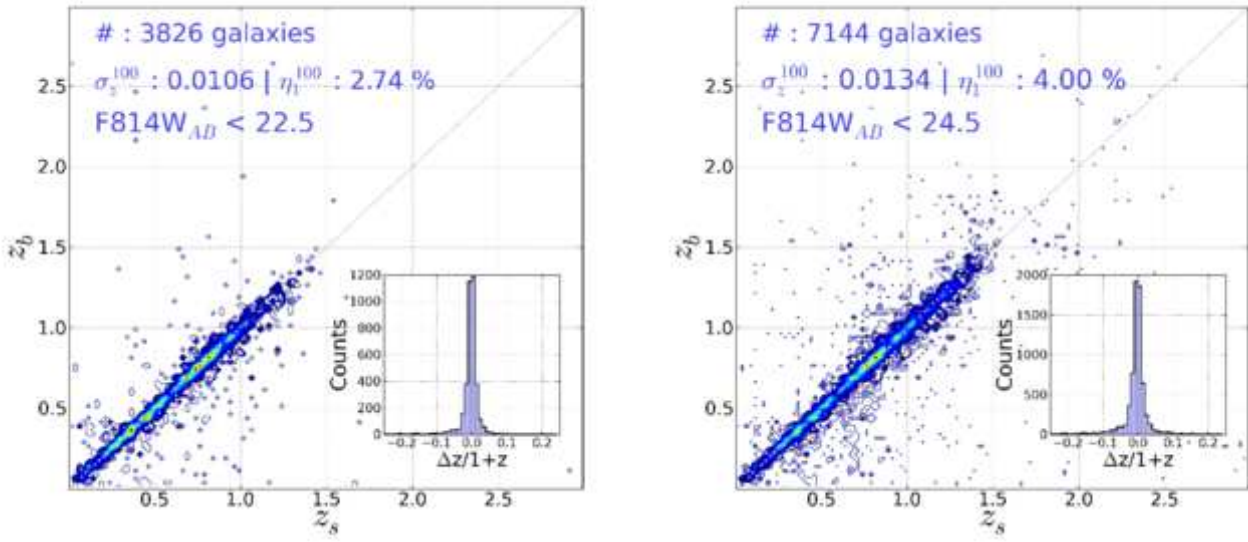 # : 3826 galaxies
σ_z^100 : 0.0106 | η_1^100 : 2.74 %
F814W_AB < 22.5
2.5
2.0
z_b
1.5
1.0
0.5
1200
1000
800
600
400
200
0
Counts
−0.2 −0.1 0.0 0.1 0.2
Δz/1+z
0.5 1.0 1.5 2.0 2.5
z_s
# : 7144 galaxies
σ_z^100 : 0.0134 | η_1^100 : 4.00 %
F814W_AB < 24.5
2.5
2.0
z_b
1.5
1.0
0.5
2000
1500
1000
500
0
Counts
−0.2 −0.1 0.0 0.1 0.2
Δz/1+z
0.5 1.0 1.5 2.0 2.5
z_s